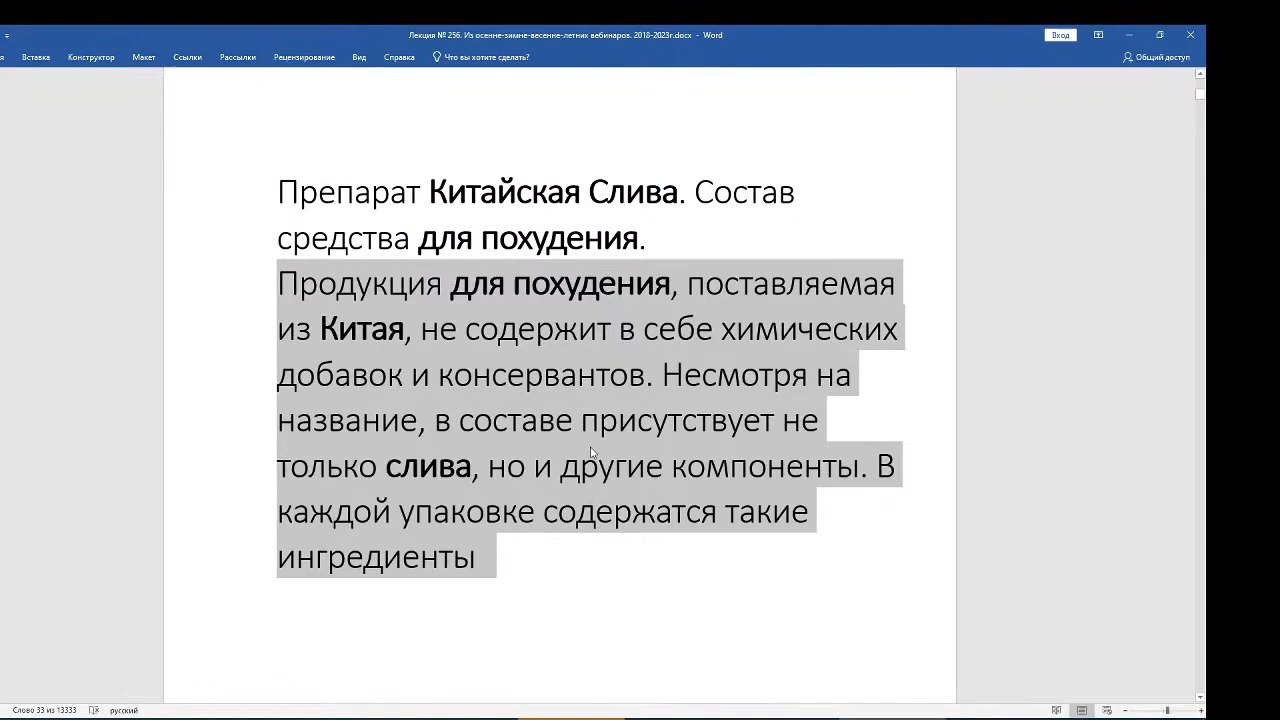 Лекция № 256. Из осенне-зимне-весенне-летних вебинаров. 2018-2023г.docx - Word
Вход
Вставка Конструктор Макет Ссылки Рассылки Рецензирование Вид Справка Что вы хотите сделать? Общий доступ
Препарат Китайская Слива. Состав
средства для похудения.
Продукция для похудения, поставляемая
из Китая, не содержит в себе химических
добавок и консервантов. Несмотря на
название, в составе присутствует не
только слива, но и другие компоненты. В
каждой упаковке содержатся такие
ингредиенты
Слово 33 из 13333 русский